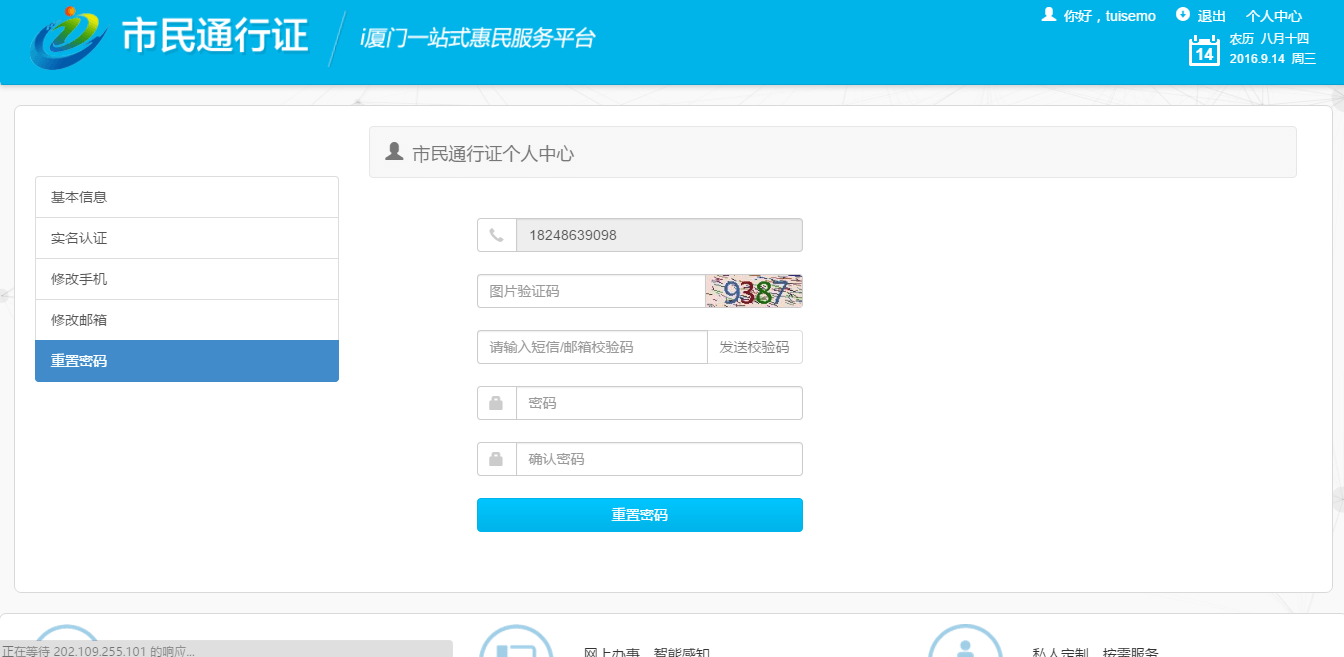 市民通行证
i厦门一站式惠民服务平台
你好，tuisemo 退出 个人中心
14
农历 八月十四
2016.9.14 周三
市民通行证个人中心
基本信息
实名认证
修改手机
修改邮箱
重置密码
18248639098
图片验证码 9387
请输入短信/邮箱校验码 发送校验码
密码
确认密码
重置密码
网上办事，智能感知
私人定制，按需服务
正在等待 202.109.255.101 的响应...